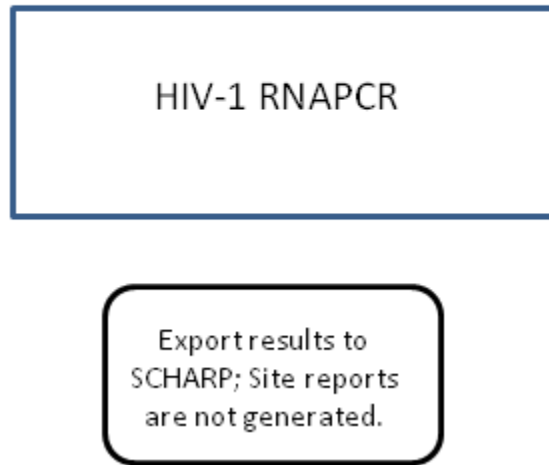 HIV-1 RNAPCR
Export results to
SCHARP; Site reports
are not generated.